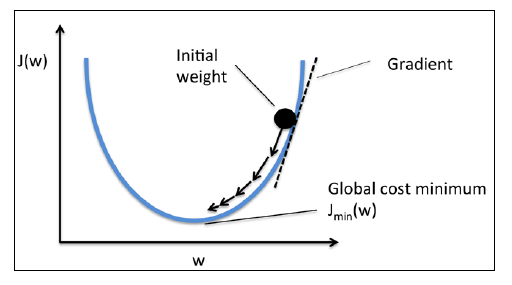 J(w)
Initial
weight
Gradient
Global cost minimum
Jmin(w)
w